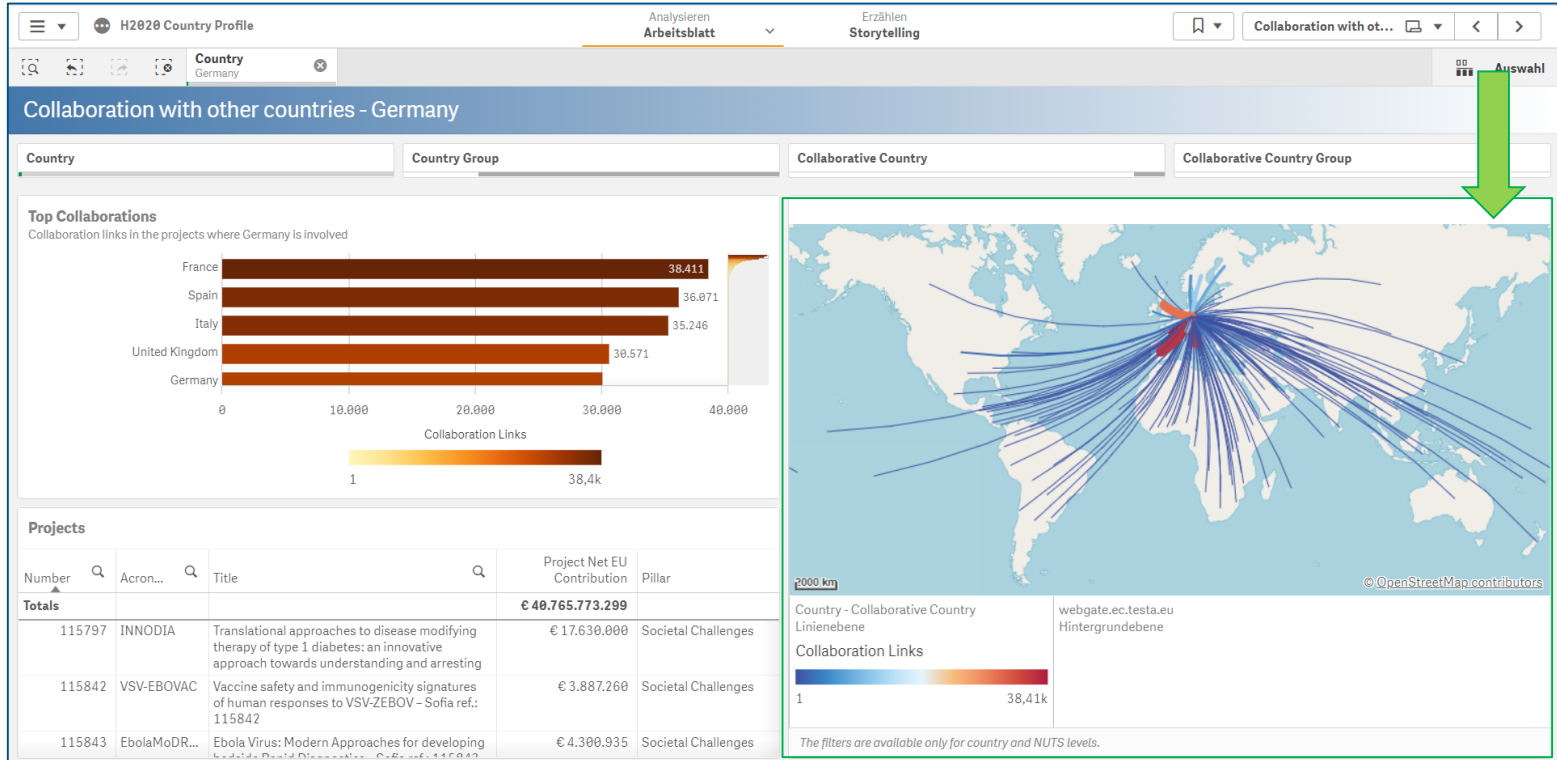 H2020 Country Profile
Analysieren
Arbeitsblatt
Erzählen
Storytelling
Collaboration with ot...
Country
Germany
Auswahl
Collaboration with other countries - Germany
Country
Country Group
Collaborative Country
Collaborative Country Group
Top Collaborations
Collaboration links in the projects where Germany is involved
France
38.411
Spain
36.071
Italy
35.246
United Kingdom
30.571
Germany
0
10.000
20.000
30.000
40.000
Collaboration Links
1
38,4k
Projects
Number
Acron...
Title
Project Net EU
Contribution
Pillar
Totals
€ 40.765.773.299
115797
INNODIA
Translational approaches to disease modifying
therapy of type 1 diabetes: an innovative
approach towards understanding and arresting
€ 17.630.000
Societal Challenges
115842
VSV-EBOVAC
Vaccine safety and immunogenicity signatures
of human responses to VSV-ZEBOV – Sofia ref.:
115842
€ 3.887.260
Societal Challenges
115843
EbolaMoDR...
Ebola Virus: Modern Approaches for developing
bedside Rapid Diagnostics - Sofia ref.: 115843
€ 4.300.935
Societal Challenges
2000 km
© OpenStreetMap contributors
Country - Collaborative Country
Linienebene
Collaboration Links
1
38,41k
webgate.ec.testa.eu
Hintergrundebene
The filters are available only for country and NUTS levels.